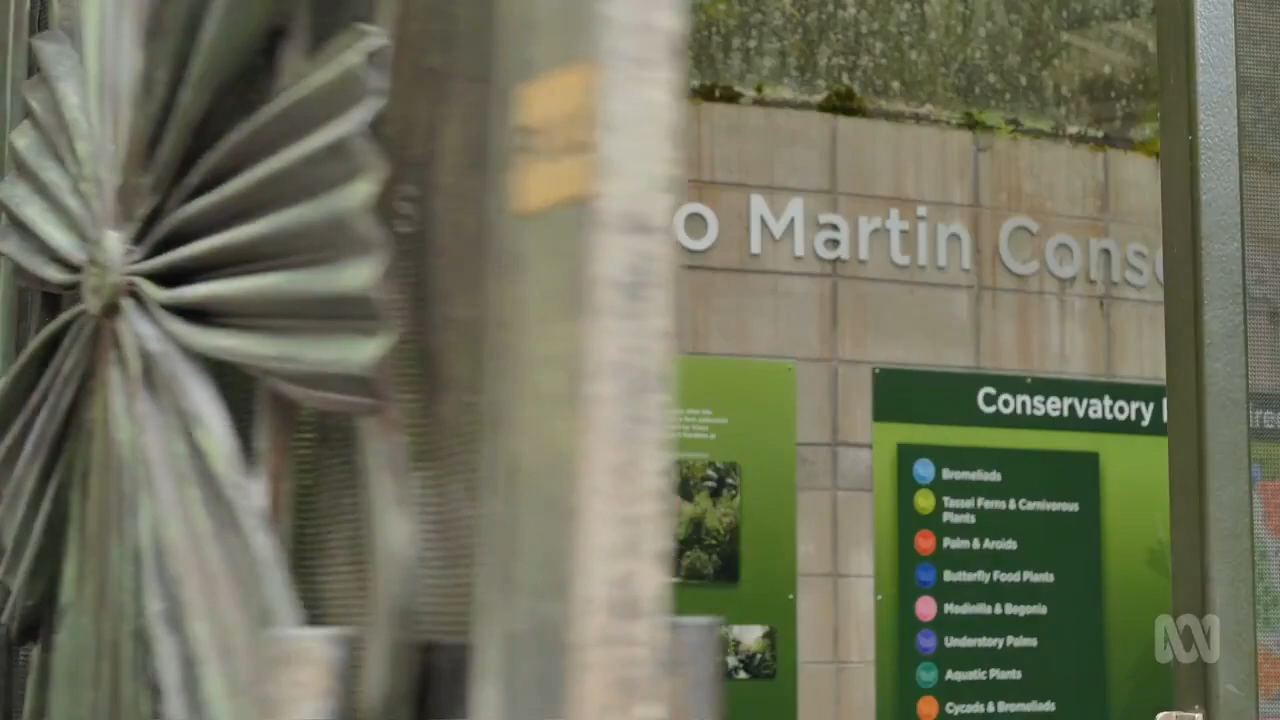 o Martin Conse
Conservatory
Bromeliads
Tassel Ferns & Carnivorous
Plants
Palm & Aroids
Butterfly Food Plants
Medinilla & Begonia
Understory Palms
Aquatic Plants
Cycads & Bromeliads